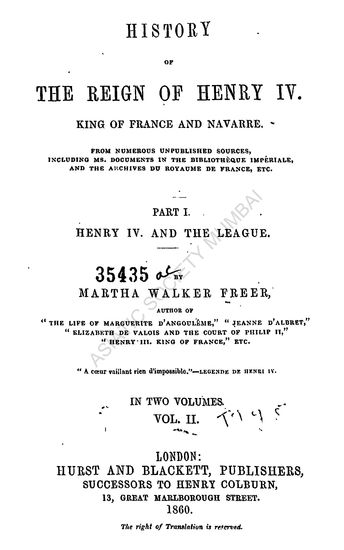 HISTORY
OF
THE REIGN OF HENRY IV.
KING OF FRANCE AND NAVARRE.
FROM NUMEROUS UNPUBLISHED SOURCES,
INCLUDING MS. DOCUMENTS IN THE BIBLIOTHÈQUE IMPÉRIALE,
AND THE ARCHIVES DU ROYAUME DE FRANCE, ETC.
PART I.
HENRY IV. AND THE LEAGUE.
35435
BY
MARTHA WALKER FREER,
AUTHOR OF
"THE LIFE OF MARGUERITE D'ANGOULÊME," "JEANNE D'ALBRET,"
"ELIZABETH DE VALOIS AND THE COURT OF PHILIP II,"
"HENRY III. KING OF FRANCE," ETC.
"A cœur vaillant rien d'impossible."—LEGENDE DE HENRI IV.
IN TWO VOLUMES.
VOL. II.
LONDON:
HURST AND BLACKETT, PUBLISHERS,
SUCCESSORS TO HENRY COLBURN,
13, GREAT MARLBOROUGH STREET.
1860.
The right of Translation is reserved.
ASIATIC SOCIETY MUMBAI